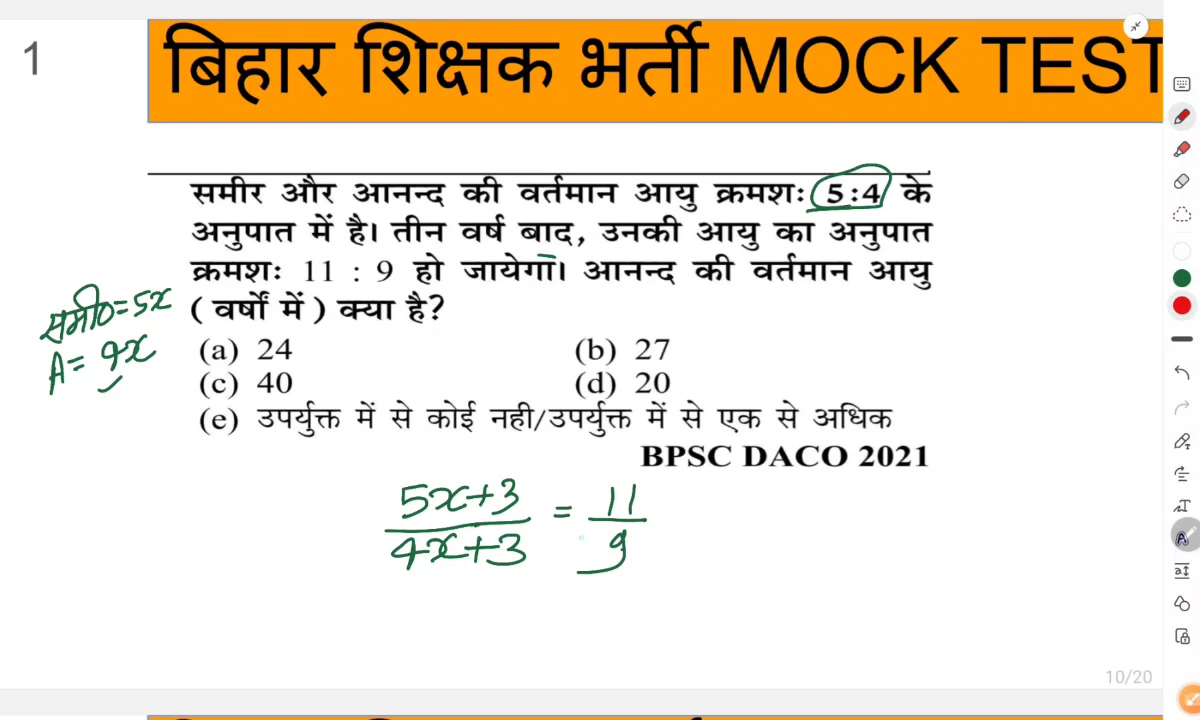 1
बिहार शिक्षक भर्ती MOCK TEST
समीर और आनन्द की वर्तमान आयु क्रमशः 5:4 के
अनुपात में है। तीन वर्ष बाद, उनकी आयु का अनुपात
क्रमशः 11 : 9 हो जायेगा। आनन्द की वर्तमान आयु
( वर्षों में ) क्या है?
(a) 24 (b) 27
(c) 40 (d) 20
(e) उपर्युक्त में से कोई नही/उपर्युक्त में से एक से अधिक
BPSC DACO 2021
समीर=5x
A= 4x
5x+3 = 11
4x+3 9
10/20